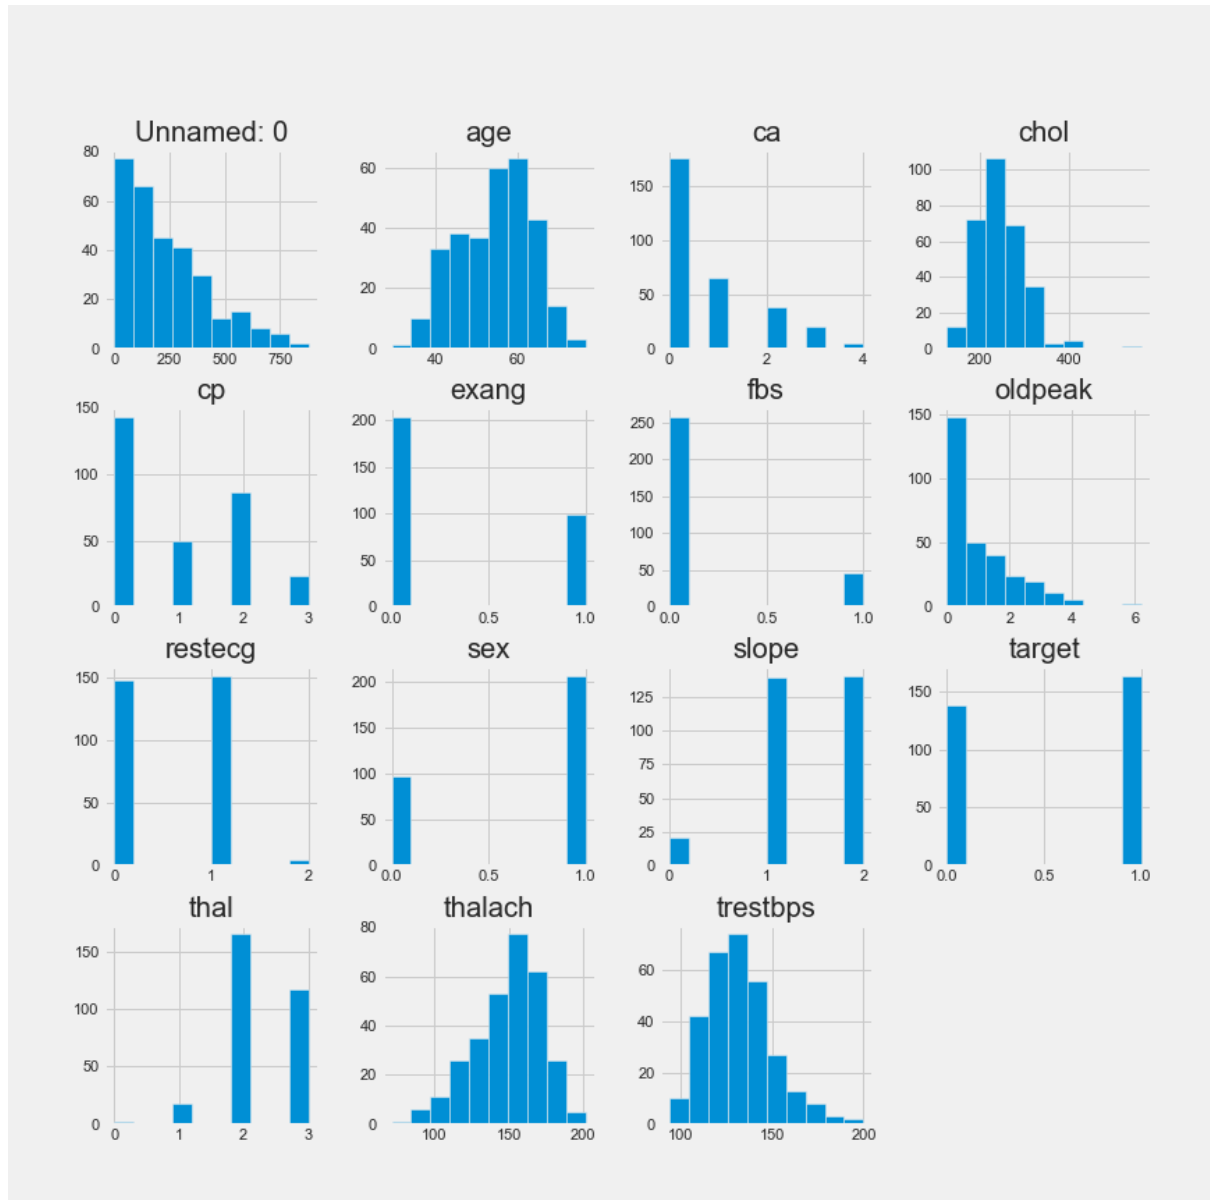 Unnamed: 0 age ca chol
80 60 40 20 0
0 250 500 750
60 40 20 0
40 60
150 100 50 0
0 2 4
100 80 60 40 20 0
200 400
cp exang fbs oldpeak
150 100 50 0
0 1 2 3
200 150 100 50 0
0.0 0.5 1.0
250 200 150 100 50 0
0.0 0.5 1.0
150 100 50 0
0 2 4 6
restecg sex slope target
150 100 50 0
0 1 2
200 150 100 50 0
0.0 0.5 1.0
125 100 75 50 25 0
0 1 2
150 100 50 0
0.0 0.5 1.0
thal thalach trestbps
150 100 50 0
0 1 2 3
80 60 40 20 0
100 150 200
60 40 20 0
100 150 200